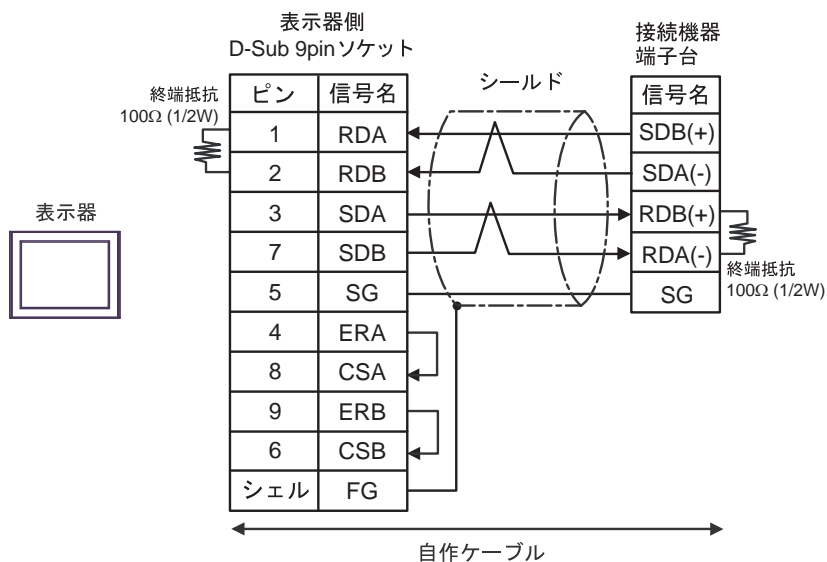 表示器側
D-Sub 9pinソケット
接続機器
端子台
終端抵抗
100Ω (1/2W)
ピン 信号名
シールド
信号名
1 RDA
SDB(+)
2 RDB
SDA(-)
表示器
3 SDA
RDB(+)
7 SDB
RDA(-)
終端抵抗
100Ω (1/2W)
5 SG
SG
4 ERA
8 CSA
9 ERB
6 CSB
シェル FG
自作ケーブル